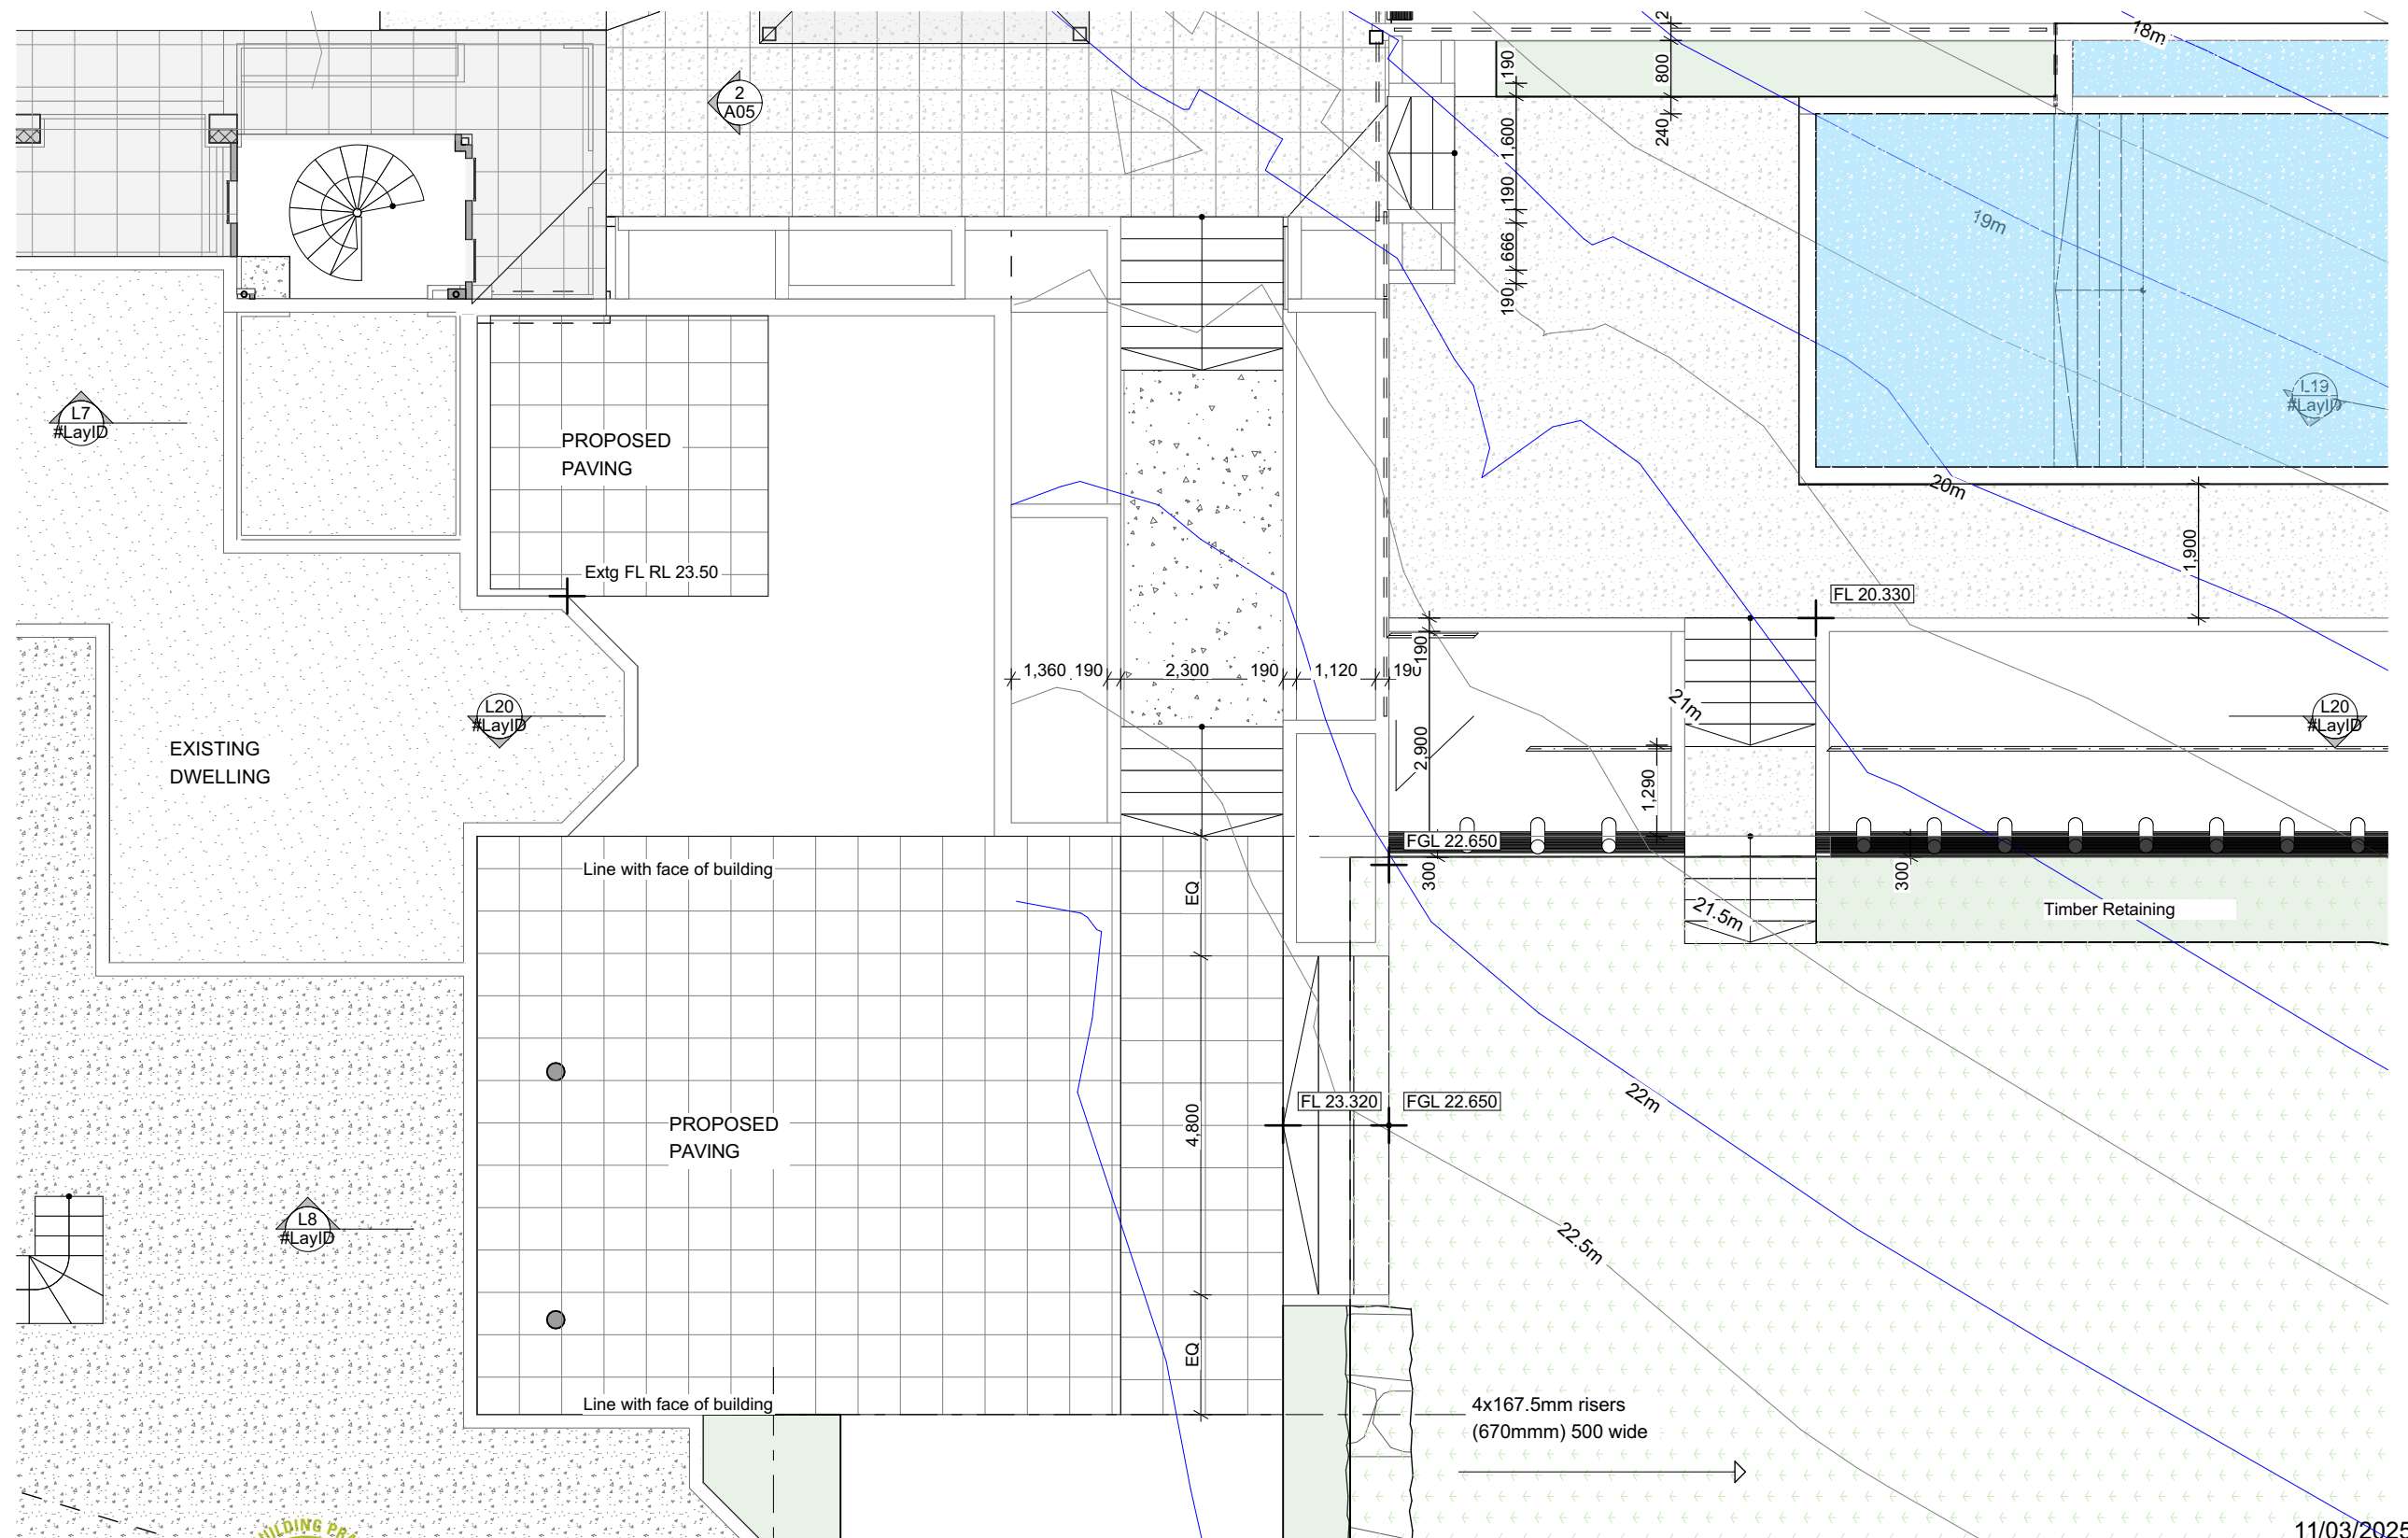 18m
2
A05
190
800
240
1,600
190
666
190
19m
L7
#LayID
L19
#LayID
PROPOSED
PAVING
20m
1,900
Extg FL RL 23.50
FL 20.330
190
1,360 190 2,300 190 1,120 190
21m
L20
#LayID
L20
#LayID
EXISTING
DWELLING
2,900
1,290
FGL 22.650
Line with face of building
300
300
EQ
21.5m
Timber Retaining
FL 23.320
FGL 22.650
22m
4,800
PROPOSED
PAVING
L8
#LayID
22.5m
EQ
Line with face of building
4x167.5mm risers
(670mmm) 500 wide
11/03/2025